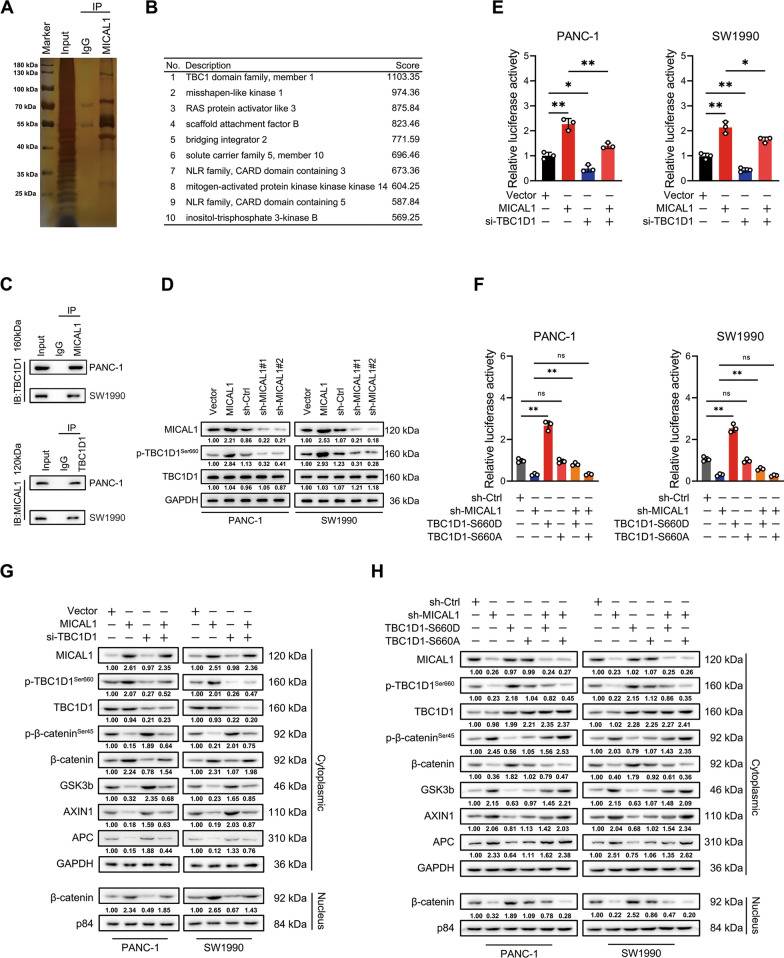 A
IP
Marker
Input
IgG
MICAL1
180 kDa
130 kDa
100 kDa
70 kDa
55 kDa
40 kDa
35 kDa
25 kDa
B
No. Description Score
1 TBC1 domain family, member 1 1103.35
2 misshapen-like kinase 1 974.36
3 RAS protein activator like 3 875.84
4 scaffold attachment factor B 823.46
5 bridging integrator 2 771.59
6 solute carrier family 5, member 10 696.46
7 NLR family, CARD domain containing 3 673.36
8 mitogen-activated protein kinase kinase kinase 14 604.25
9 NLR family, CARD domain containing 5 587.84
10 inositol-trisphosphate 3-kinase B 569.25
E
PANC-1
Relative luciferase activety
5
4
3
2
1
0
** * **
Vector + − − −
MICAL1 − + − +
si-TBC1D1 − − + +
SW1990
Relative luciferase activety
5
4
3
2
1
0
** ** *
+ − − −
− + − +
− − + +
C
IP
Input IgG MICAL1
IB:TBC1D1 160kDa
PANC-1
SW1990
IP
Input IgG TBC1D1
IB:MICAL1 120kDa
PANC-1
SW1990
D
Vector MICAL1 sh-Ctrl sh-MICAL1#1 sh-MICAL1#2 Vector MICAL1 sh-Ctrl sh-MICAL1#1 sh-MICAL1#2
MICAL1 120 kDa
1.00 2.21 0.86 0.22 0.21 1.00 2.53 1.07 0.21 0.18
p-TBC1D1Ser660 160 kDa
1.00 2.84 1.13 0.32 0.41 1.00 2.93 1.23 0.31 0.28
TBC1D1 160 kDa
1.00 1.04 0.96 1.05 0.87 1.00 1.03 1.07 1.21 1.18
GAPDH 36 kDa
PANC-1 SW1990
F
PANC-1
Relative luciferase activety
8
6
4
2
0
ns
**
ns
**
sh-Ctrl + − − − − −
sh-MICAL1 − + − − + +
TBC1D1-S660D − − + − + −
TBC1D1-S660A − − − + − +
SW1990
Relative luciferase activety
8
6
4
2
0
ns
**
ns
**
+ − − − − −
− + − − + +
− − + − + −
− − − + − +
G
Vector + − − − + − − −
MICAL1 − + − + − + − +
si-TBC1D1 − − + + − − + +
MICAL1 120 kDa
1.00 2.61 0.97 2.35 1.00 2.51 0.98 2.36
p-TBC1D1Ser660 160 kDa
1.00 2.07 0.27 0.52 1.00 2.01 0.26 0.47
TBC1D1 160 kDa
1.00 0.94 0.21 0.23 1.00 0.93 0.22 0.20
p-β-cateninSer45 92 kDa
1.00 0.15 1.89 0.64 1.00 0.21 2.01 0.75
β-catenin 92 kDa
1.00 2.24 0.78 1.54 1.00 2.31 1.07 1.98
GSK3b 46 kDa
1.00 0.32 2.35 0.68 1.00 0.23 1.65 0.85
AXIN1 110 kDa
1.00 0.18 1.59 0.63 1.00 0.19 2.03 0.87
APC 310 kDa
1.00 0.15 1.88 0.44 1.00 0.12 1.33 0.76
GAPDH 36 kDa
Cytoplasmic
β-catenin 92 kDa
1.00 2.34 0.49 1.85 1.00 2.65 0.67 1.43
p84 84 kDa
Nucleus
PANC-1 SW1990
H
sh-Ctrl + − − − − − + − − − − −
sh-MICAL1 − + − − + + − + − − + +
TBC1D1-S660D − − + − + − − − + − + −
TBC1D1-S660A − − − + − + − − − + − +
MICAL1 120 kDa
1.00 0.26 0.97 0.99 0.24 0.27 1.00 0.23 1.02 1.07 0.25 0.26
p-TBC1D1Ser660 160 kDa
1.00 0.23 2.18 1.04 0.82 0.45 1.00 0.22 2.15 1.12 0.86 0.35
TBC1D1 160 kDa
1.00 0.98 1.99 2.21 2.35 2.37 1.00 1.02 2.28 2.25 2.27 2.41
p-β-cateninSer45 92 kDa
1.00 2.45 0.56 1.05 1.56 2.53 1.00 2.03 0.79 1.07 1.43 2.35
β-catenin 92 kDa
1.00 0.36 1.82 1.02 0.79 0.47 1.00 0.40 1.79 0.92 0.61 0.36
GSK3b 46 kDa
1.00 2.15 0.63 0.97 1.45 2.21 1.00 2.15 0.63 1.07 1.48 2.09
AXIN1 110 kDa
1.00 2.06 0.81 1.13 1.42 2.03 1.00 2.04 0.68 1.02 1.54 2.34
APC 310 kDa
1.00 2.33 0.64 1.11 1.62 2.38 1.00 2.51 0.75 1.06 1.35 2.62
GAPDH 36 kDa
Cytoplasmic
β-catenin 92 kDa
1.00 0.32 1.89 1.09 0.78 0.28 1.00 0.22 2.52 0.86 0.47 0.20
p84 84 kDa
Nucleus
PANC-1 SW1990